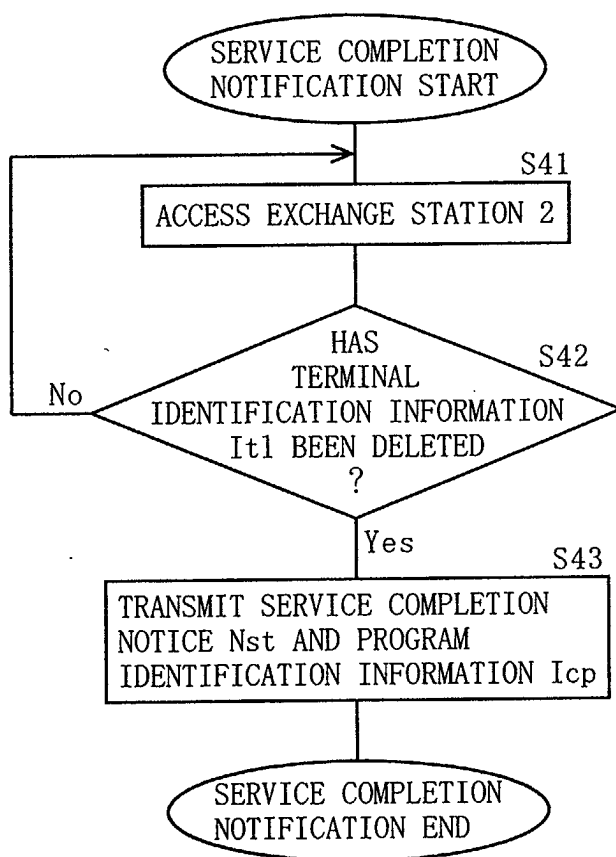 SERVICE COMPLETION
NOTIFICATION START
S41
ACCESS EXCHANGE STATION 2
HAS
TERMINAL
IDENTIFICATION INFORMATION
It1 BEEN DELETED
?
S42
No
Yes
S43
TRANSMIT SERVICE COMPLETION
NOTICE Nst AND PROGRAM
IDENTIFICATION INFORMATION Icp
SERVICE COMPLETION
NOTIFICATION END